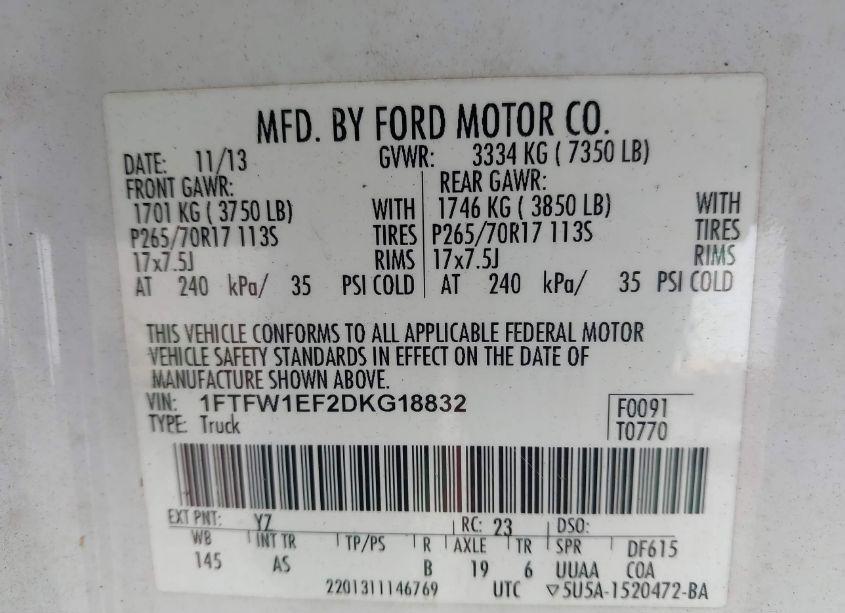 MFD. BY FORD MOTOR CO.
DATE: 11/13 GVWR: 3334 KG ( 7350 LB)
FRONT GAWR: REAR GAWR:
1701 KG ( 3750 LB) WITH 1746 KG ( 3850 LB) WITH
P265/70R17 113S TIRES P265/70R17 113S TIRES
17x7.5J RIMS 17x7.5J RIMS
AT 240 kPa/ 35 PSI COLD AT 240 kPa/ 35 PSI COLD
THIS VEHICLE CONFORMS TO ALL APPLICABLE FEDERAL MOTOR
VEHICLE SAFETY STANDARDS IN EFFECT ON THE DATE OF
MANUFACTURE SHOWN ABOVE.
VIN: 1FTFW1EF2DKG18832 F0091
TYPE: Truck T0770
EXT PNT: YZ RC: 23 DSO:
WB INT TR TP/PS R AXLE TR SPR DF615
145 AS B 19 6 UUAA COA
2201311146769 UTC ▽5U5A-1520472-BA